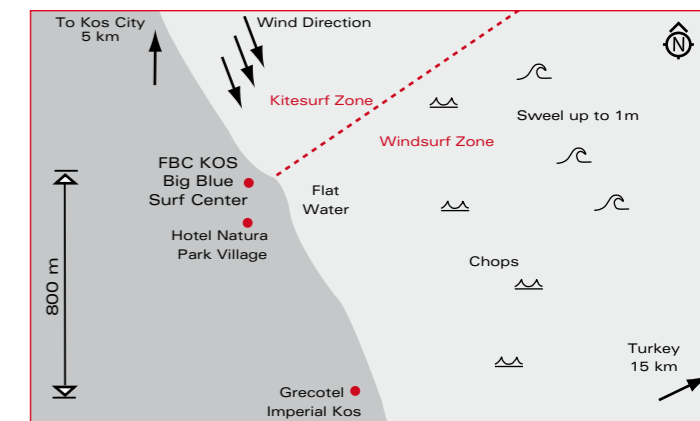 To Kos City
5 km
Wind Direction
N
Kitesurf Zone
Sweel up to 1m
Windsurf Zone
FBC KOS
Big Blue
Surf Center
Flat
Water
Hotel Natura
Park Village
Chops
800 m
Turkey
15 km
Grecotel
Imperial Kos